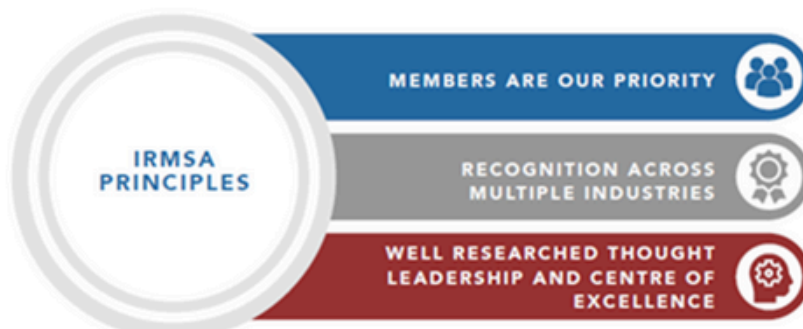 IRMSA
PRINCIPLES
MEMBERS ARE OUR PRIORITY
RECOGNITION ACROSS
MULTIPLE INDUSTRIES
WELL RESEARCHED THOUGHT
LEADERSHIP AND CENTRE OF
EXCELLENCE